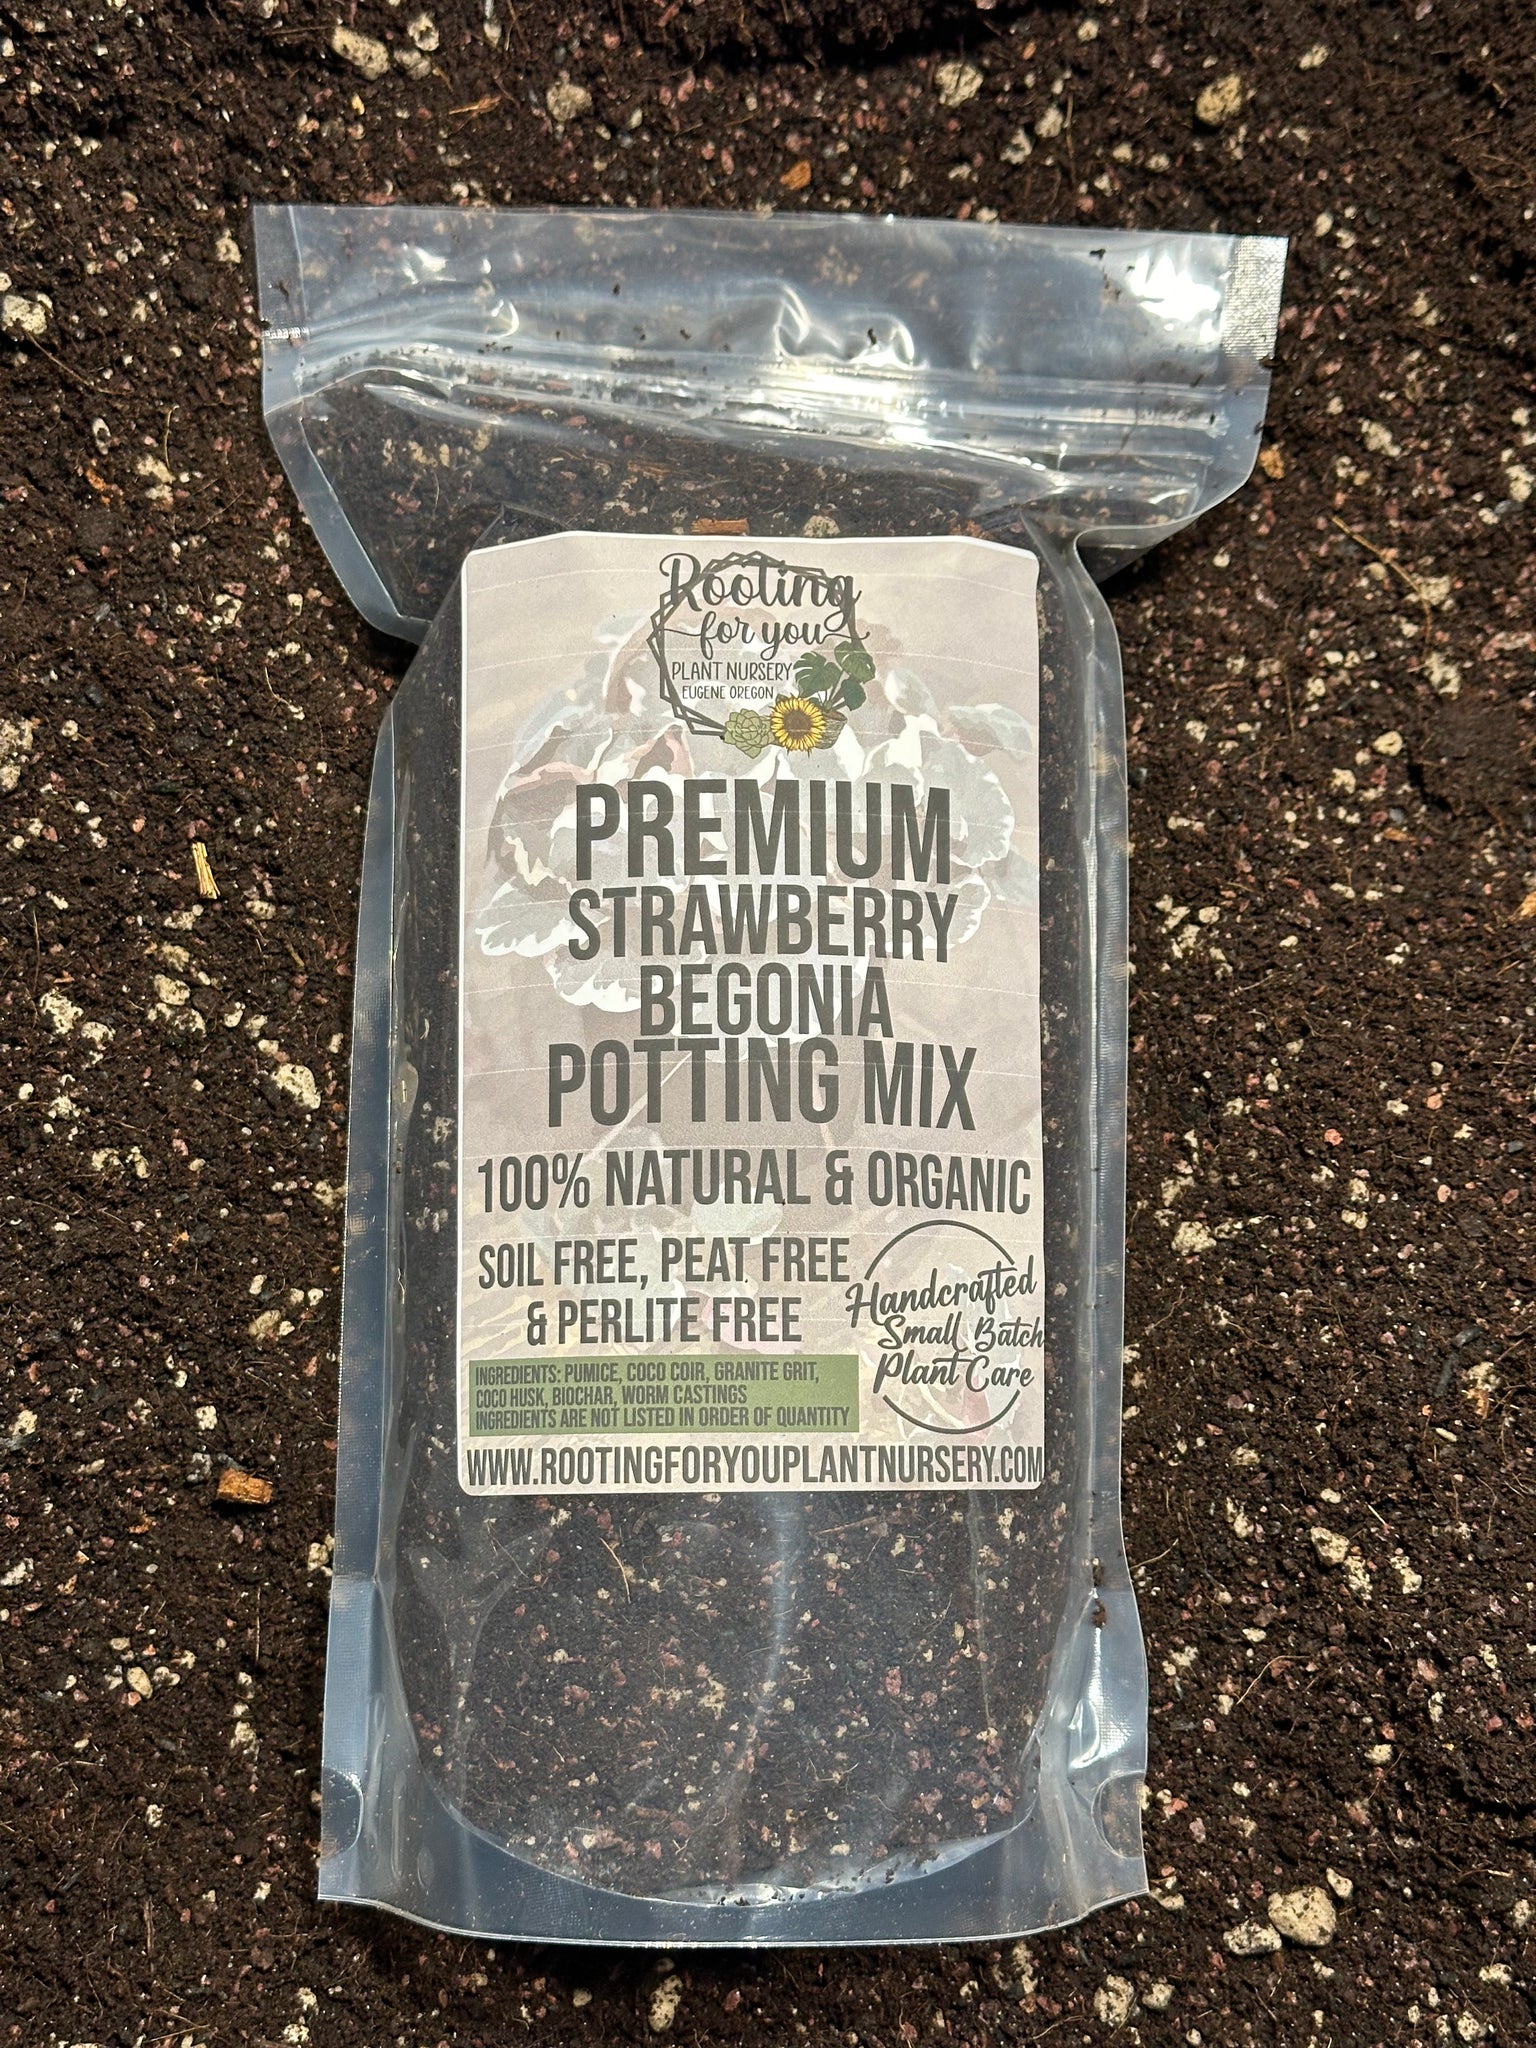 Rooting
for you
PLANT NURSERY
EUGENE OREGON
PREMIUM
STRAWBERRY
BEGONIA
POTTING MIX
100% NATURAL & ORGANIC
SOIL FREE, PEAT FREE
& PERLITE FREE
Handcrafted
Small Batch
Plant Care
INGREDIENTS: PUMICE, COCO COIR, GRANITE GRIT,
COCO HUSK, BIOCHAR, WORM CASTINGS
INGREDIENTS ARE NOT LISTED IN ORDER OF QUANTITY
WWW.ROOTINGFORYOUPLANTNURSERY.COM